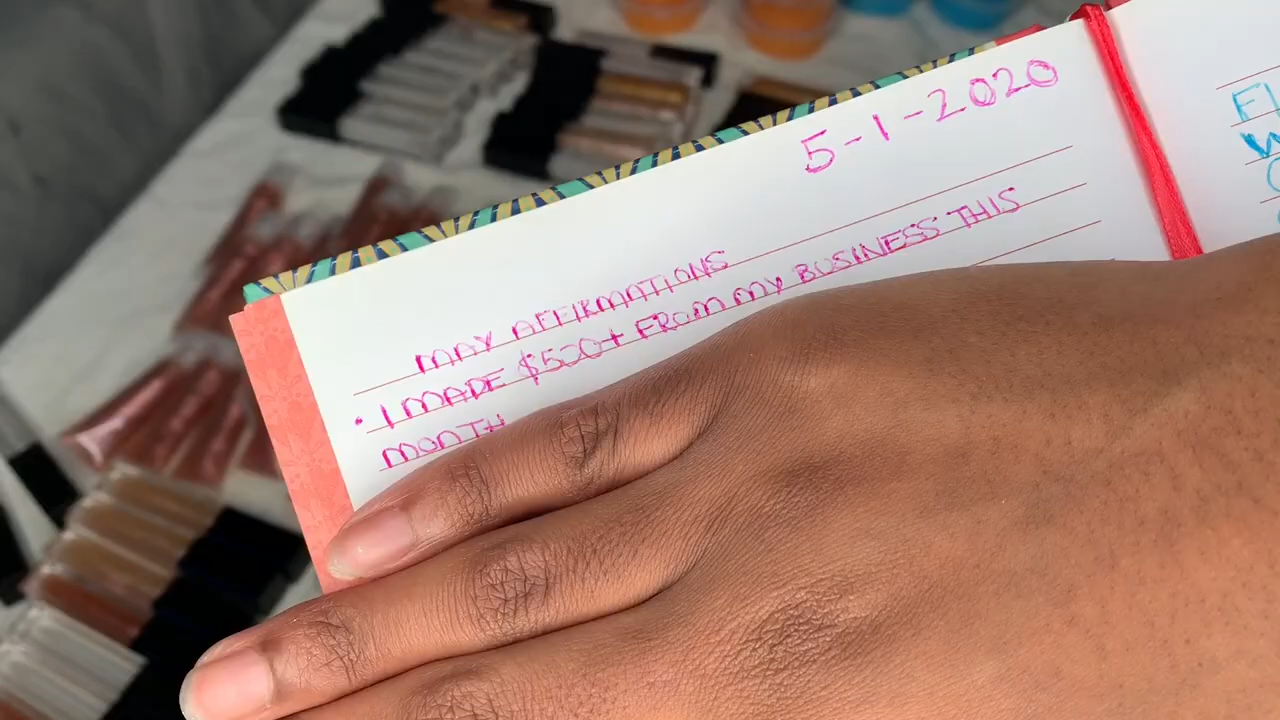 5-1-2020
MAY AFFIRMATIONS
• I MADE $500+ FROM MY BUSINESS THIS
MONTH